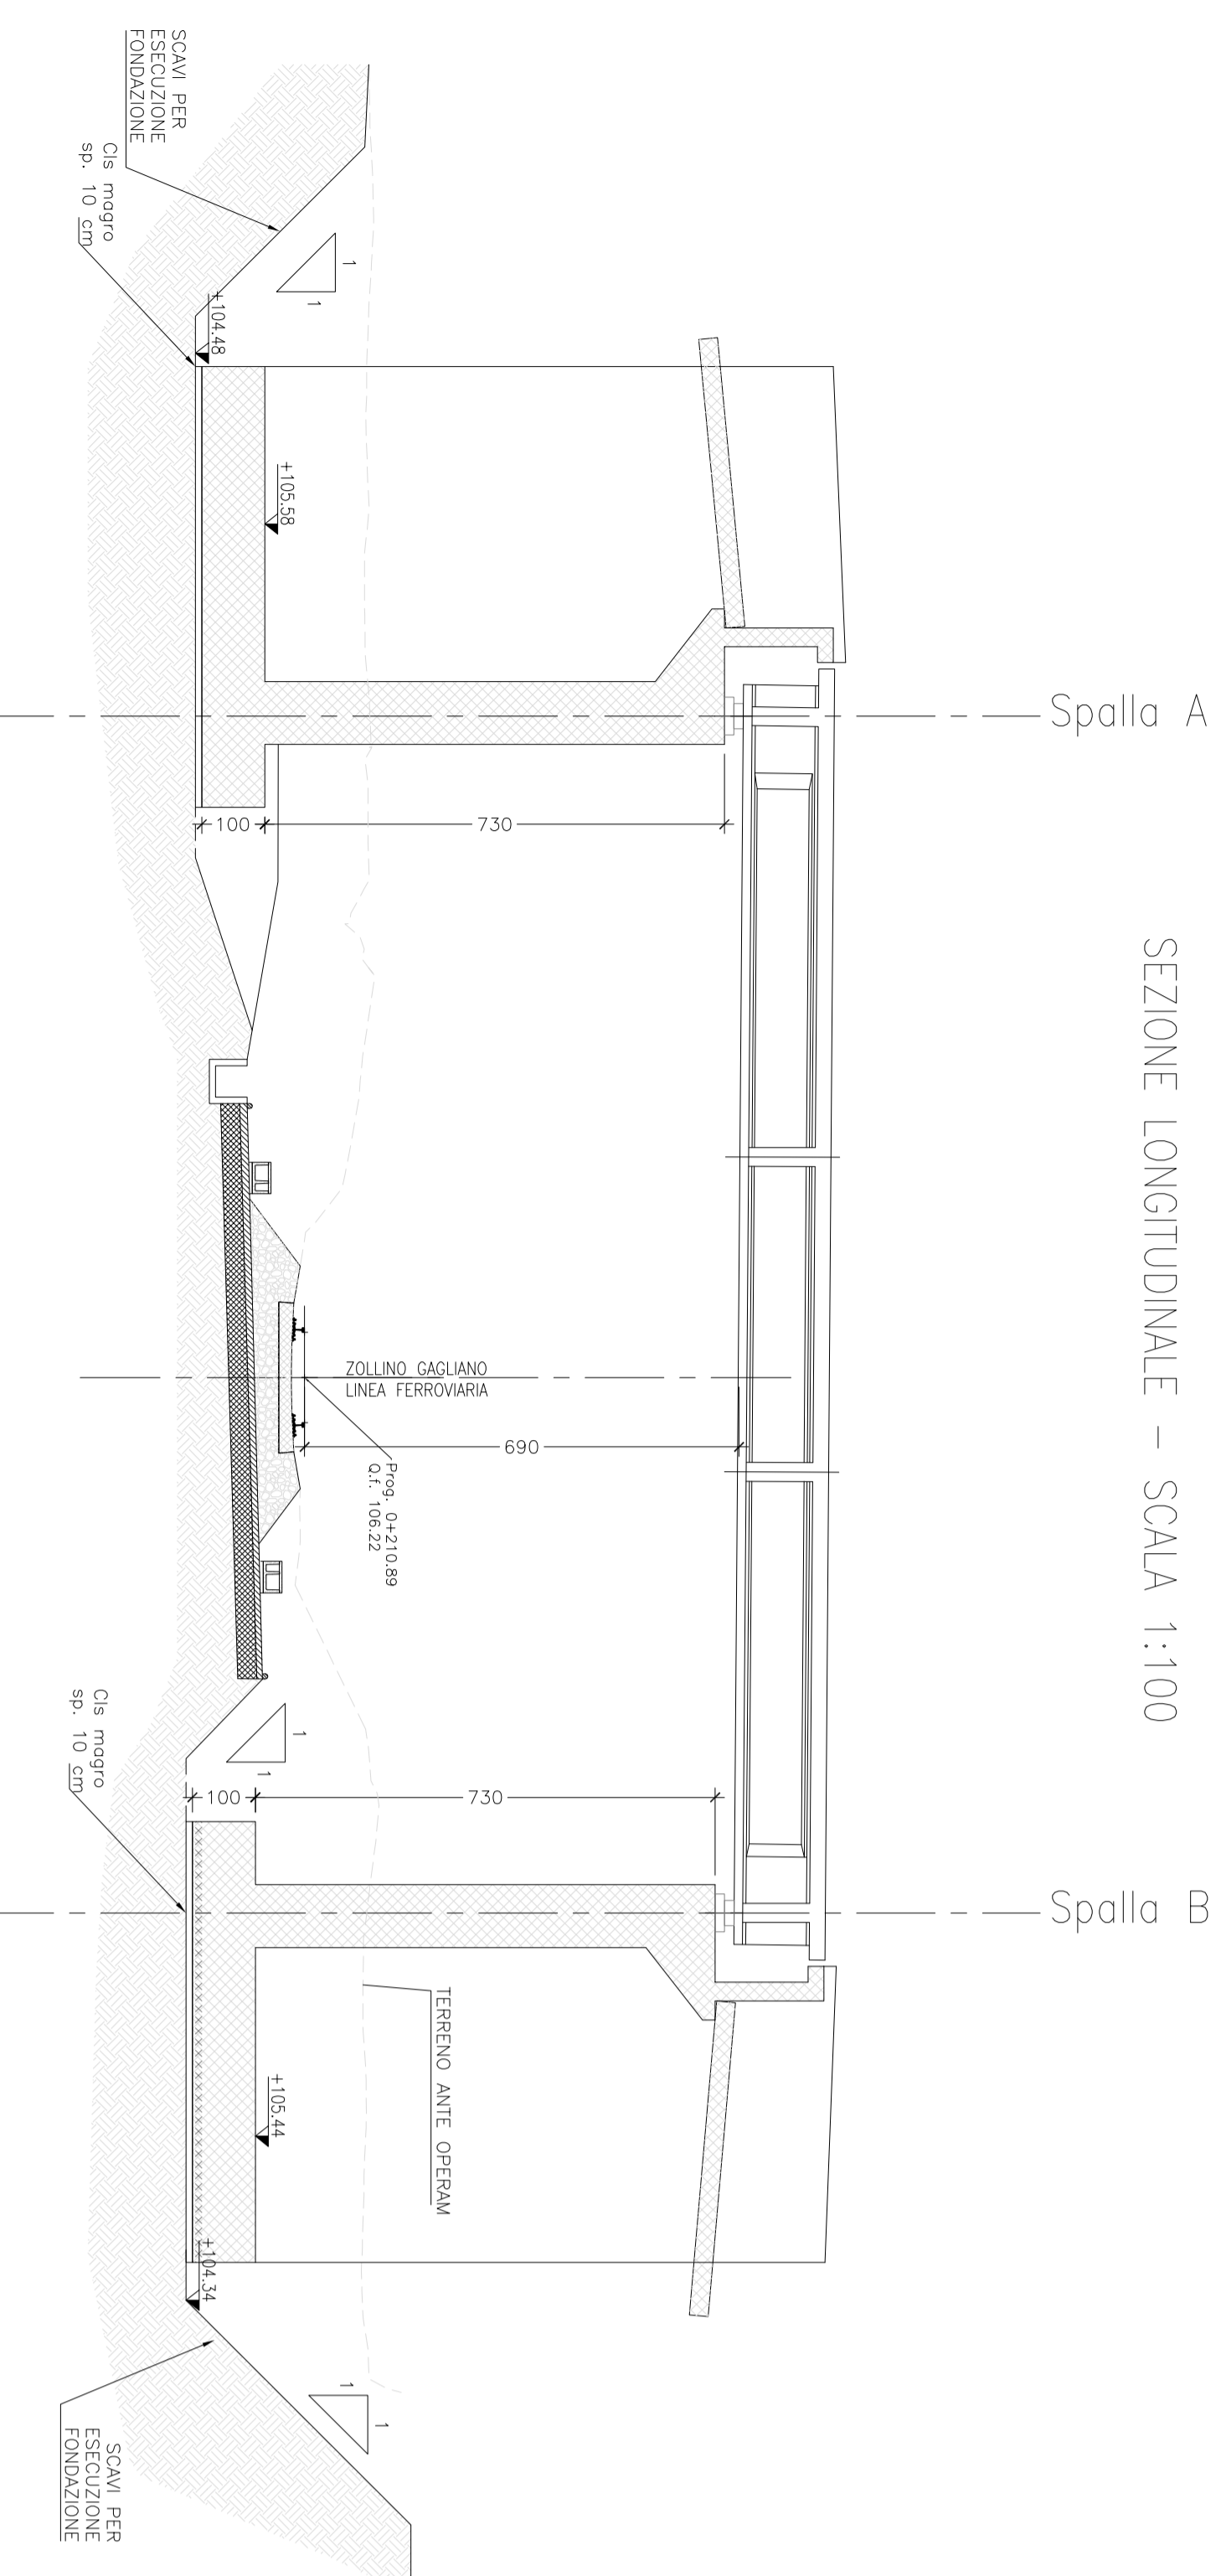 SEZIONE LONGITUDINALE - SCALA 1:100
Spalla A
Spalla B
SCAVI PER
ESECUZIONE
FONDAZIONE
Cls magro
sp. 10 cm
1
1
+104.48
+105.58
100
730
ZOLLINO GAGLIANO
LINEA FERROVIARIA
690
Prog. 0+210.89
Q.f. 106.22
1
1
Cls magro
sp. 10 cm
100
730
TERRENO ANTE OPERAM
+105.44
+104.34
1
1
SCAVI PER
ESECUZIONE
FONDAZIONE